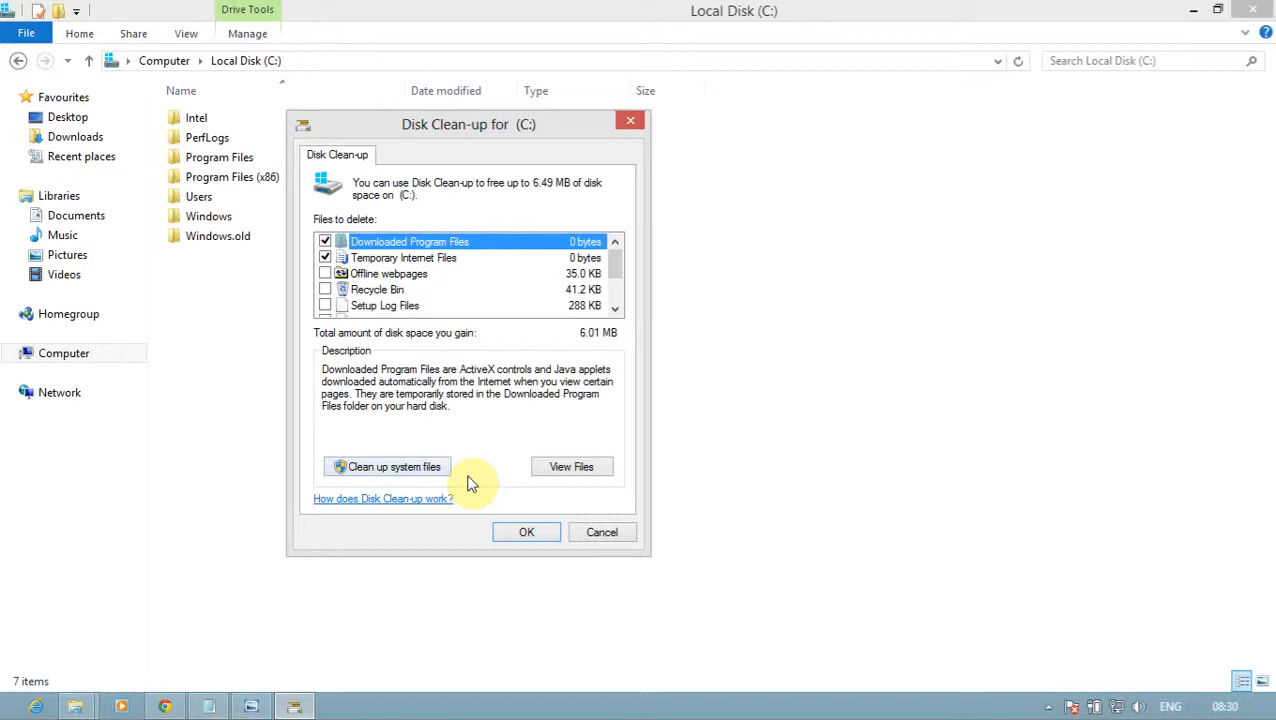 Drive Tools
Local Disk (C:)
File
Home
Share
View
Manage
Computer
Local Disk (C:)
Search Local Disk (C:)
Name
Date modified
Type
Size
Favourites
Desktop
Downloads
Recent places
Libraries
Documents
Music
Pictures
Videos
Homegroup
Computer
Network
Intel
PerfLogs
Program Files
Program Files (x86)
Users
Windows
Windows.old
Disk Clean-up for (C:)
Disk Clean-up
You can use Disk Clean-up to free up to 6.49 MB of disk
space on (C:).
Files to delete:
Downloaded Program Files 0 bytes
Temporary Internet Files 0 bytes
Offline webpages 35.0 KB
Recycle Bin 41.2 KB
Setup Log Files 288 KB
Total amount of disk space you gain: 6.01 MB
Description
Downloaded Program Files are ActiveX controls and Java applets
downloaded automatically from the Internet when you view certain
pages. They are temporarily stored in the Downloaded Program
Files folder on your hard disk.
Clean up system files
View Files
How does Disk Clean-up work?
OK
Cancel
7 items
ENG
08:30